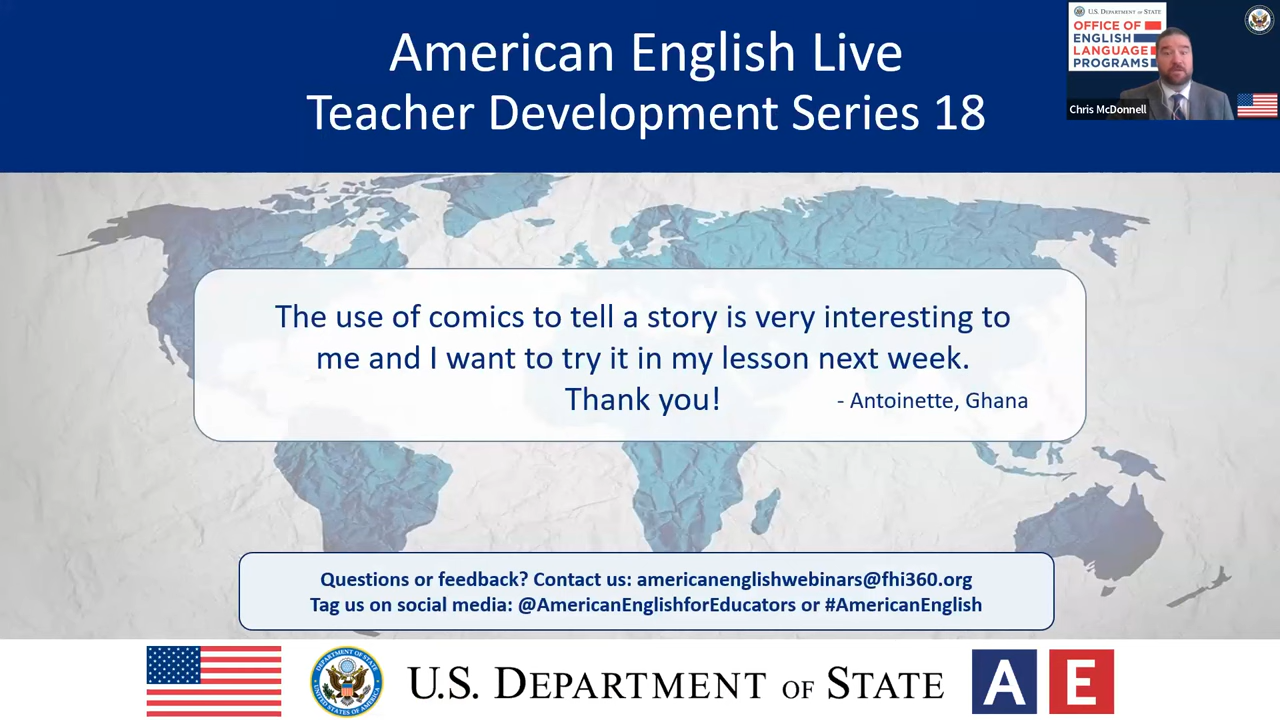 American English Live
Teacher Development Series 18
U.S. DEPARTMENT OF STATE
OFFICE OF
ENGLISH
LANGUAGE
PROGRAMS
Chris McDonnell
The use of comics to tell a story is very interesting to
me and I want to try it in my lesson next week.
Thank you!
- Antoinette, Ghana
Questions or feedback? Contact us: americanenglishwebinars@fhi360.org
Tag us on social media: @AmericanEnglishforEducators or #AmericanEnglish
U.S. DEPARTMENT OF STATE
A E